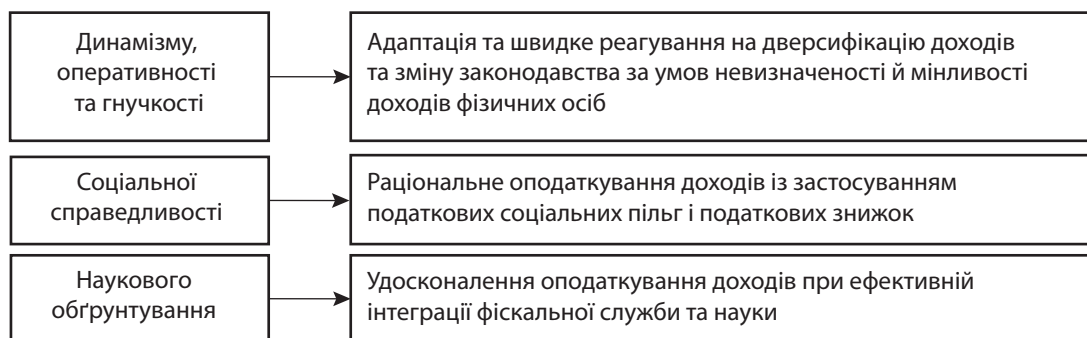 Динамізму,
оперативності
та гнучкості
Адаптація та швидке реагування на дверсифікацію доходів
та зміну законодавства за умов невизначеності й мінливості
доходів фізичних осіб
Соціальної
справедливості
Раціональне оподаткування доходів із застосуванням
податкових соціальних пільг і податкових знижок
Наукового
обґрунтування
Удосконалення оподаткування доходів при ефективній
інтеграції фіскальної служби та науки